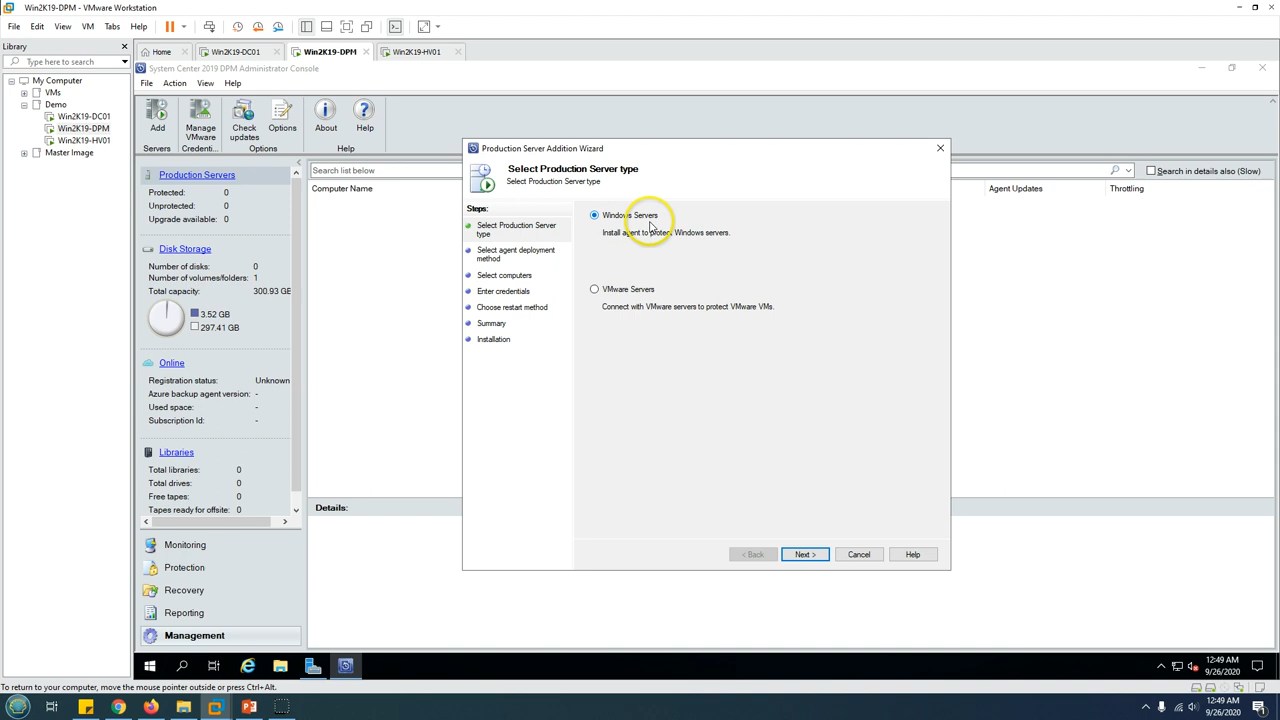 Win2K19-DPM - VMware Workstation
File Edit View VM Tabs Help
Library
Type here to search
My Computer
VMs
Demo
Win2K19-DC01
Win2K19-DPM
Win2K19-HV01
Master Image
Home Win2K19-DC01 Win2K19-DPM Win2K19-HV01
System Center 2019 DPM Administrator Console
File Action View Help
Add Manage VMware Check updates Options About Help
Servers Credenti... Options Help
Production Servers
Protected: 0
Unprotected: 0
Upgrade available: 0
Disk Storage
Number of disks: 0
Number of volumes/folders: 1
Total capacity: 300.93 GB
3.52 GB
297.41 GB
Online
Registration status: Unknown
Azure backup agent version: -
Used space: -
Subscription Id: -
Libraries
Total libraries: 0
Total drives: 0
Free tapes: 0
Tapes ready for offsite: 0
Monitoring
Protection
Recovery
Reporting
Management
Search list below
Search in details also (Slow)
Computer Name Agent Updates Throttling
Details:
Production Server Addition Wizard
Select Production Server type
Select Production Server type
Steps:
Select Production Server
type
Select agent deployment
method
Select computers
Enter credentials
Choose restart method
Summary
Installation
Windows Servers
Install agent to protect Windows servers.
VMware Servers
Connect with VMware servers to protect VMware VMs.
< Back Next > Cancel Help
12:49 AM
9/26/2020
To return to your computer, move the mouse pointer outside or press Ctrl+Alt.
12:49 AM
9/26/2020
1